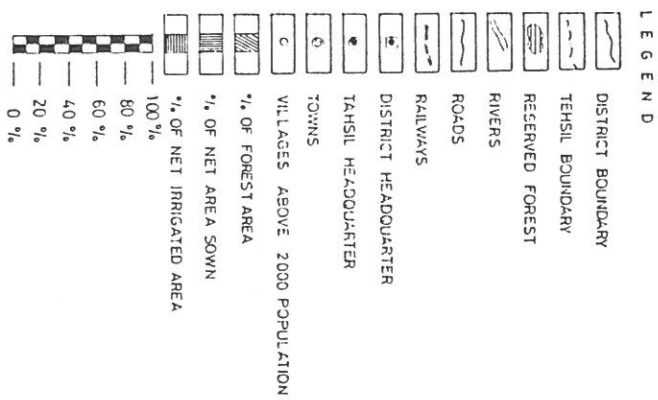 LEGEND
DISTRICT BOUNDARY
TEHSIL BOUNDARY
RESERVED FOREST
RIVERS
ROADS
RAILWAYS
DISTRICT HEADQUARTER
TAHSIL HEADQUARTER
TOWNS
VILLAGES ABOVE 2000 POPULATION
% OF FOREST AREA
% OF NET AREA SOWN
% OF NET IRRIGATED AREA
100 %
80 %
60 %
40 %
20 %
0 %